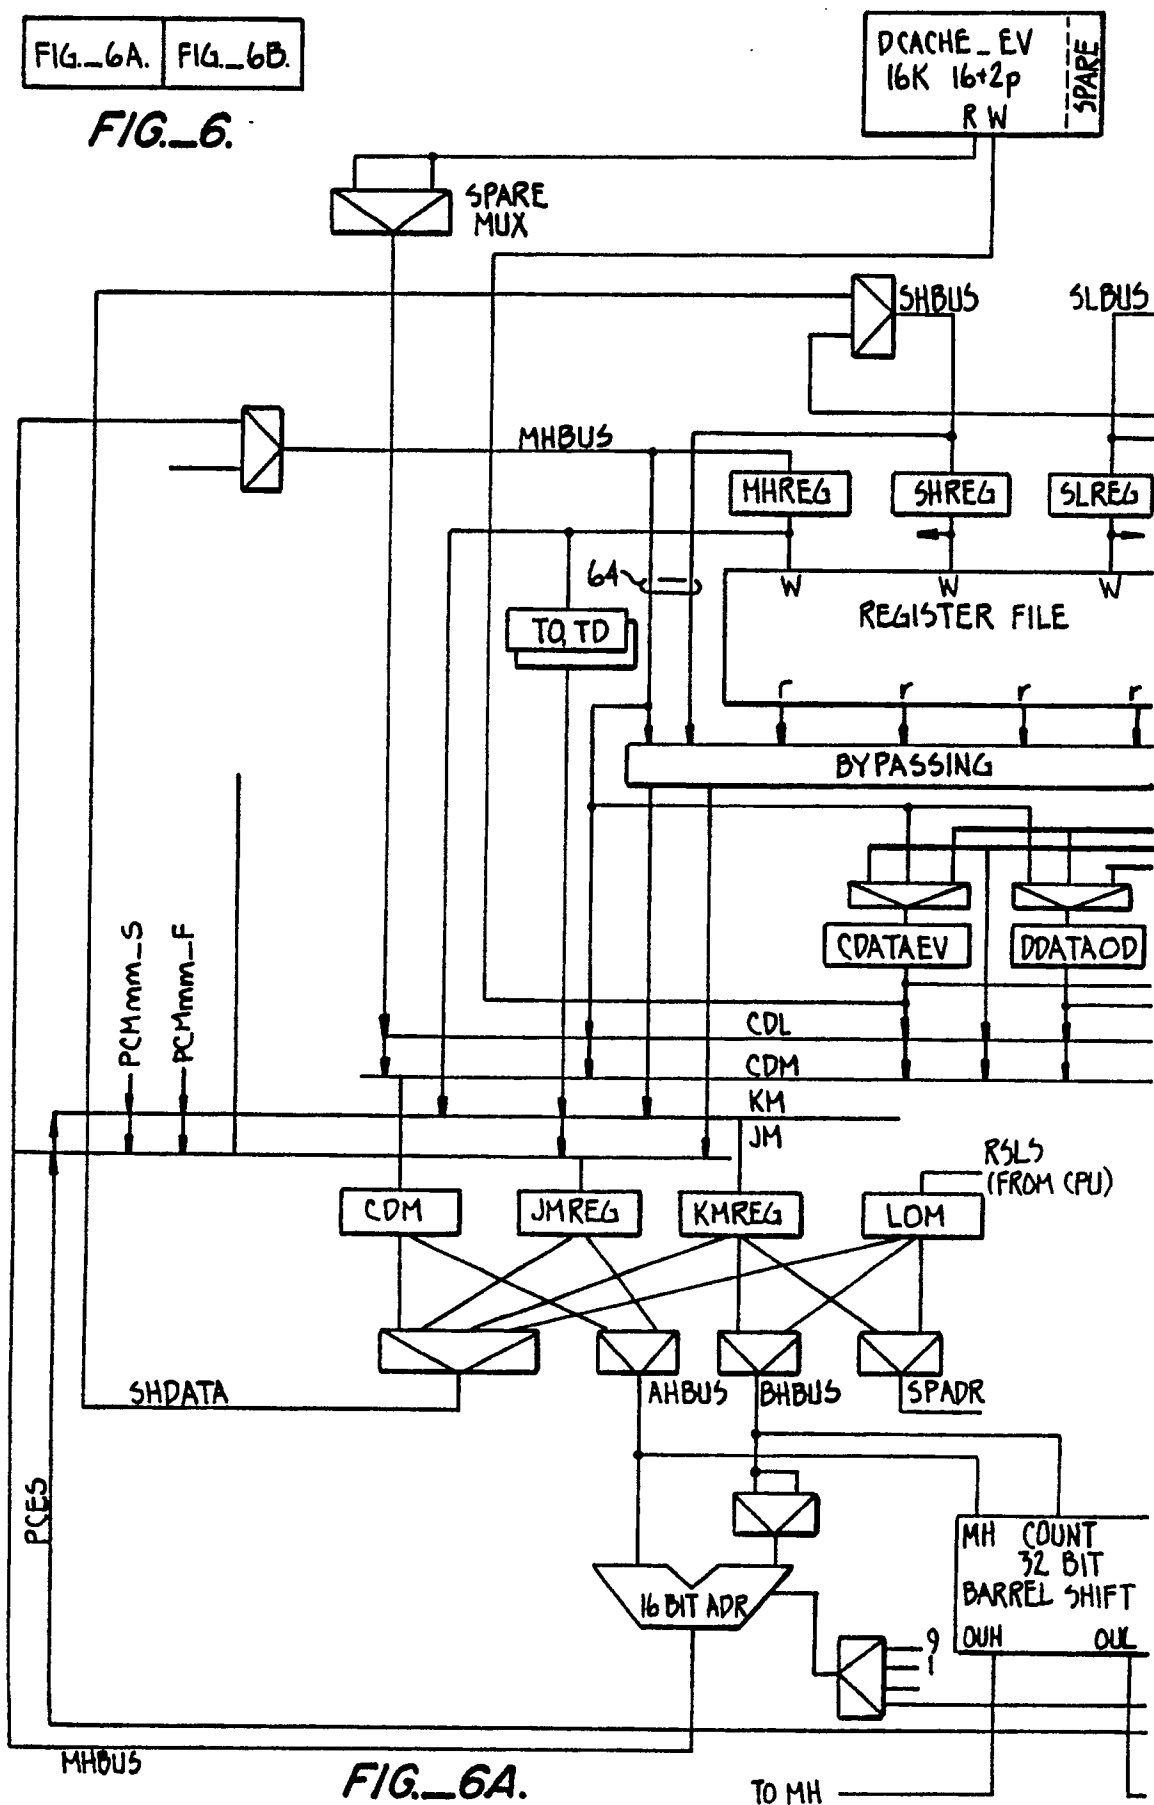 FIG._6A. FIG._6B.
FIG._6.
DCACHE_EV
16K 16+2p
R W
SPARE
SPARE
MUX
SHBUS
SLBUS
MHBUS
MHREG
SHREG
SLREG
64
W
W
W
REGISTER FILE
TQ, TD
r
r
r
r
BYPASSING
CDATAEV
DDATAOD
PCMmm_S
PCMmm_F
CDL
CDM
KM
JM
RSLS
(FROM CPU)
CDM
JMREG
KMREG
LOM
SHDATA
AHBUS
BHBUS
SPADR
PCES
MH COUNT
32 BIT
BARREL SHIFT
OUH
OUL
16 BIT ADR
9
1
MHBUS
FIG._6A.
TO MH